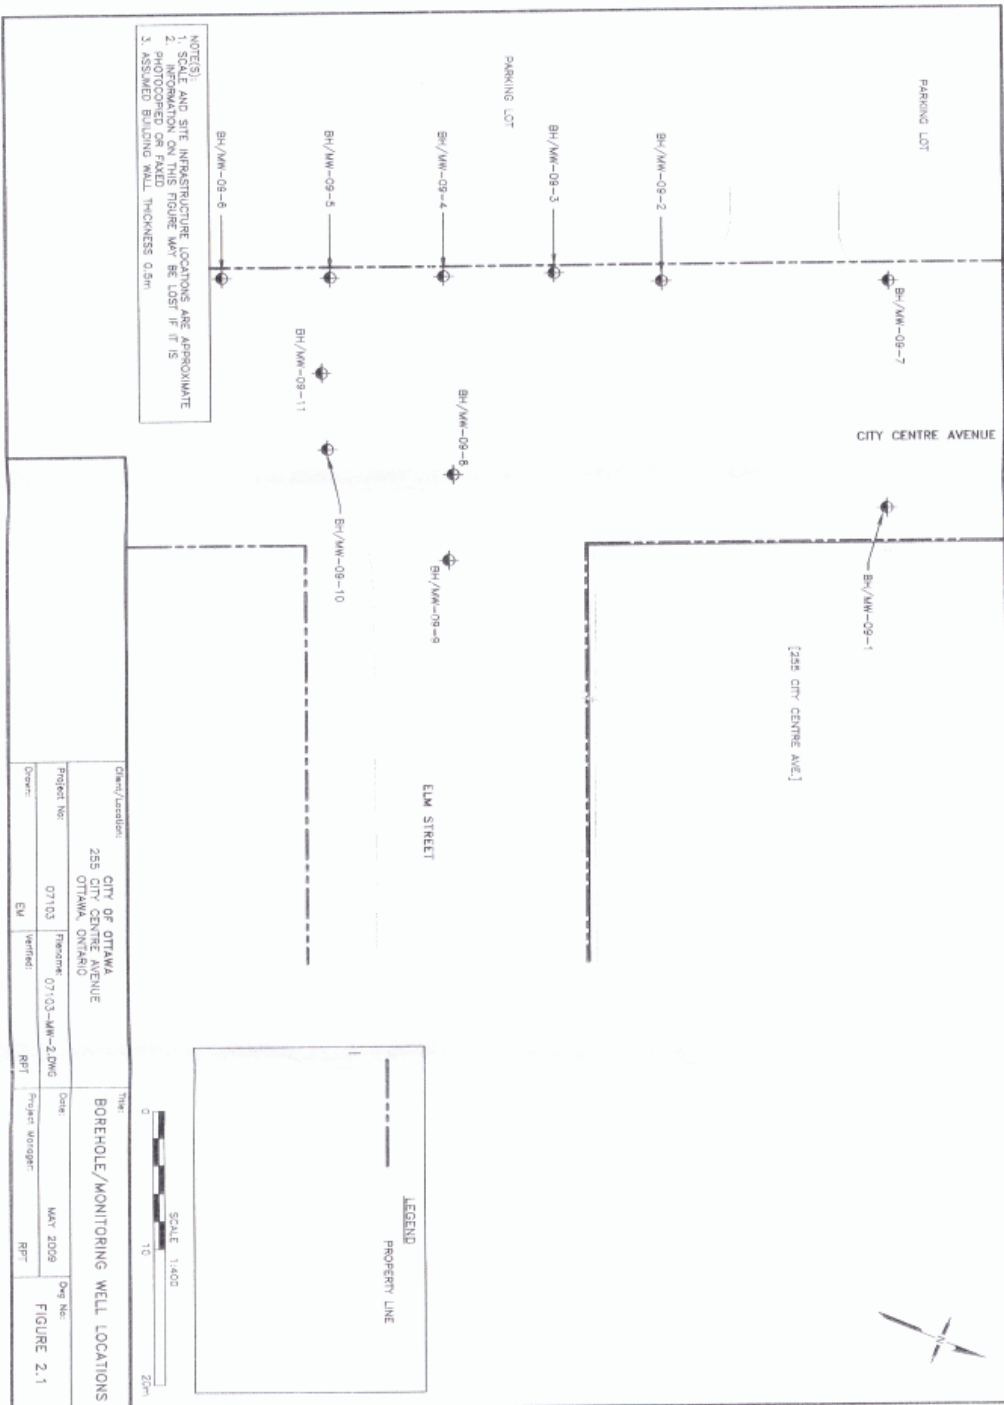 PARKING LOT
PARKING LOT
CITY CENTRE AVENUE
BH/MW-09-7
BH/MW-09-2
BH/MW-09-3
BH/MW-09-4
BH/MW-09-5
BH/MW-09-6
BH/MW-09-1
BH/MW-09-8
BH/MW-09-9
BH/MW-09-11
BH/MW-09-10
[255 CITY CENTRE AVE.]
ELM STREET
NOTE(S):
1. SCALE AND SITE INFRASTRUCTURE LOCATIONS ARE APPROXIMATE
2. INFORMATION ON THIS FIGURE MAY BE LOST IF IT IS
PHOTOCOPIED OR FAXED
3. ASSUMED BUILDING WALL THICKNESS 0.5m
LEGEND
PROPERTY LINE
N
SCALE 1:400
0 10 20m
Client/Location:
CITY OF OTTAWA
255 CITY CENTRE AVENUE
OTTAWA, ONTARIO
Title:
BOREHOLE/MONITORING WELL LOCATIONS
Project No: 07103
Filename: 07103-MW-2.DWG
Date: MAY 2009
Dwg No: FIGURE 2.1
Drawn: EM
Verified: RPT
Project Manager: RPT